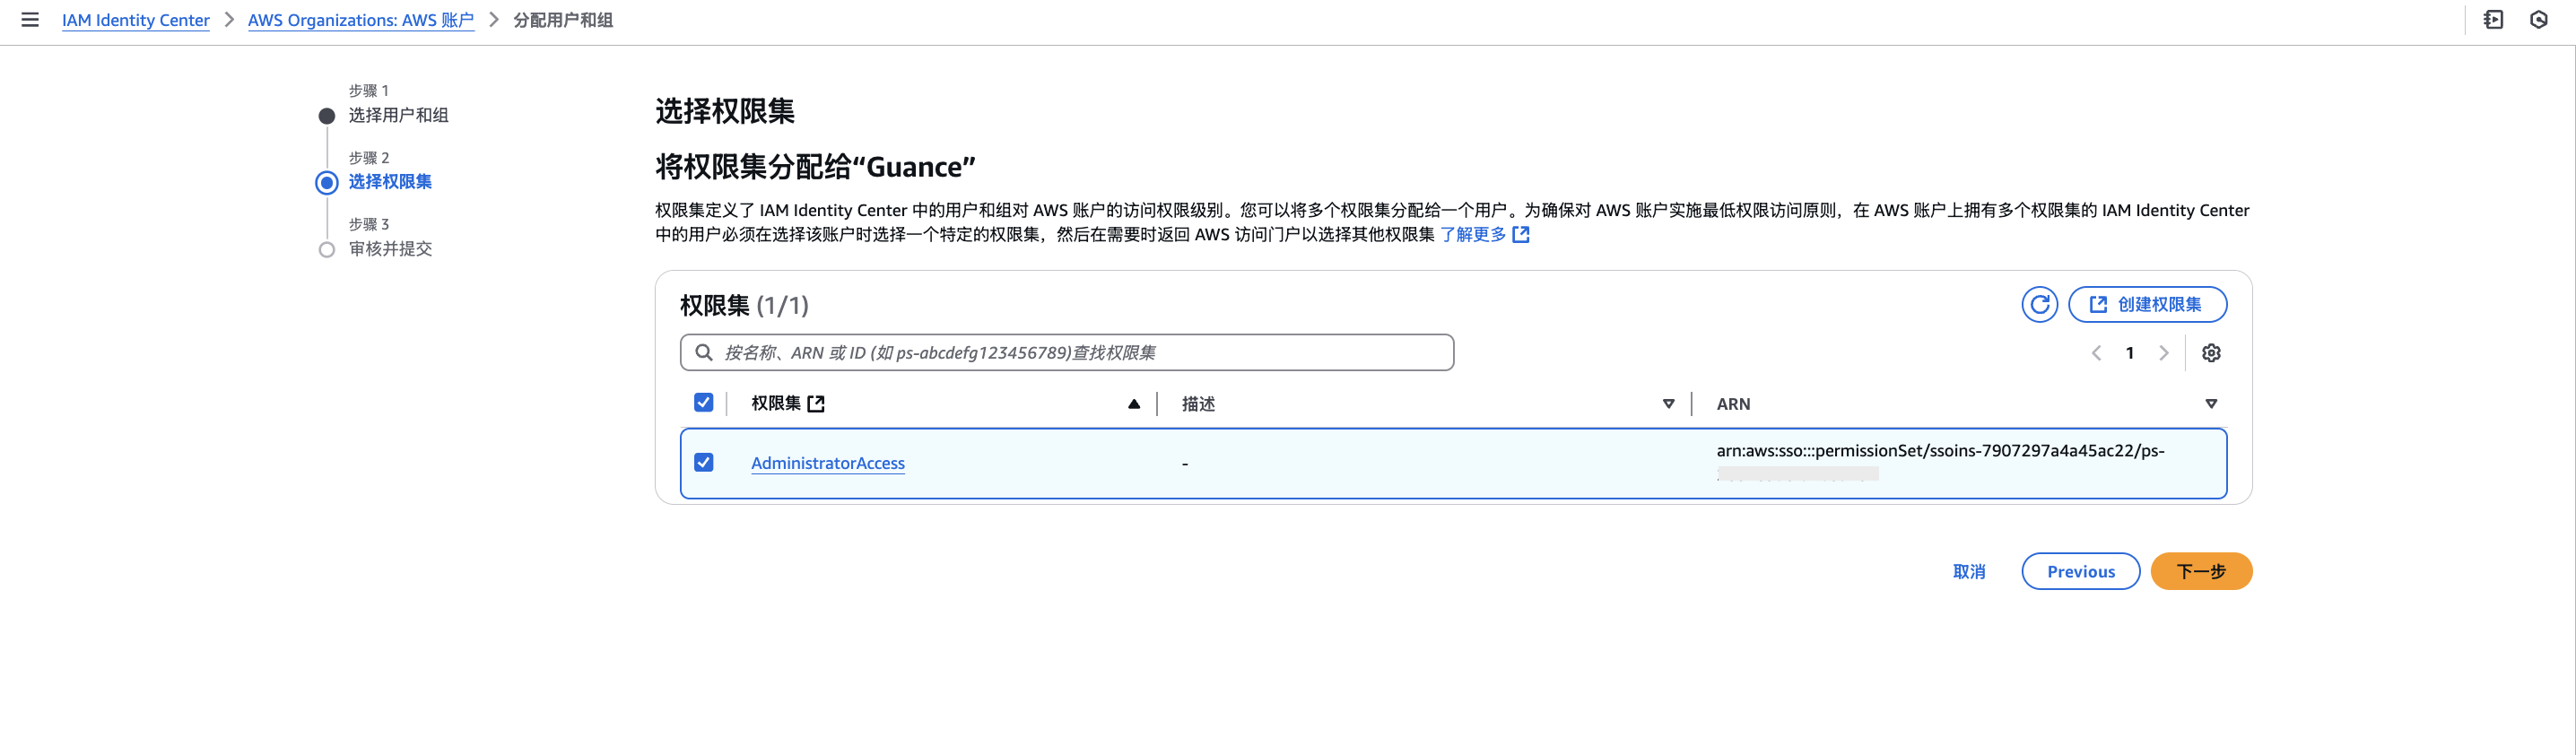 IAM Identity Center > AWS Organizations: AWS 账户 > 分配用户和组
步骤 1
选择用户和组
步骤 2
选择权限集
步骤 3
审核并提交
选择权限集
将权限集分配给“Guance”
权限集定义了 IAM Identity Center 中的用户和组对 AWS 账户的访问权限级别。您可以将多个权限集分配给一个用户。为确保对 AWS 账户实施最低权限访问原则，在 AWS 账户上拥有多个权限集的 IAM Identity Center
中的用户必须在选择该账户时选择一个特定的权限集，然后在需要时返回 AWS 访问门户以选择其他权限集 了解更多
权限集 (1/1)
创建权限集
按名称、ARN 或 ID (如 ps-abcdefg123456789)查找权限集
1
权限集 描述 ARN
AdministratorAccess - arn:aws:sso:::permissionSet/ssoins-7907297a4a45ac22/ps-
取消 Previous 下一步